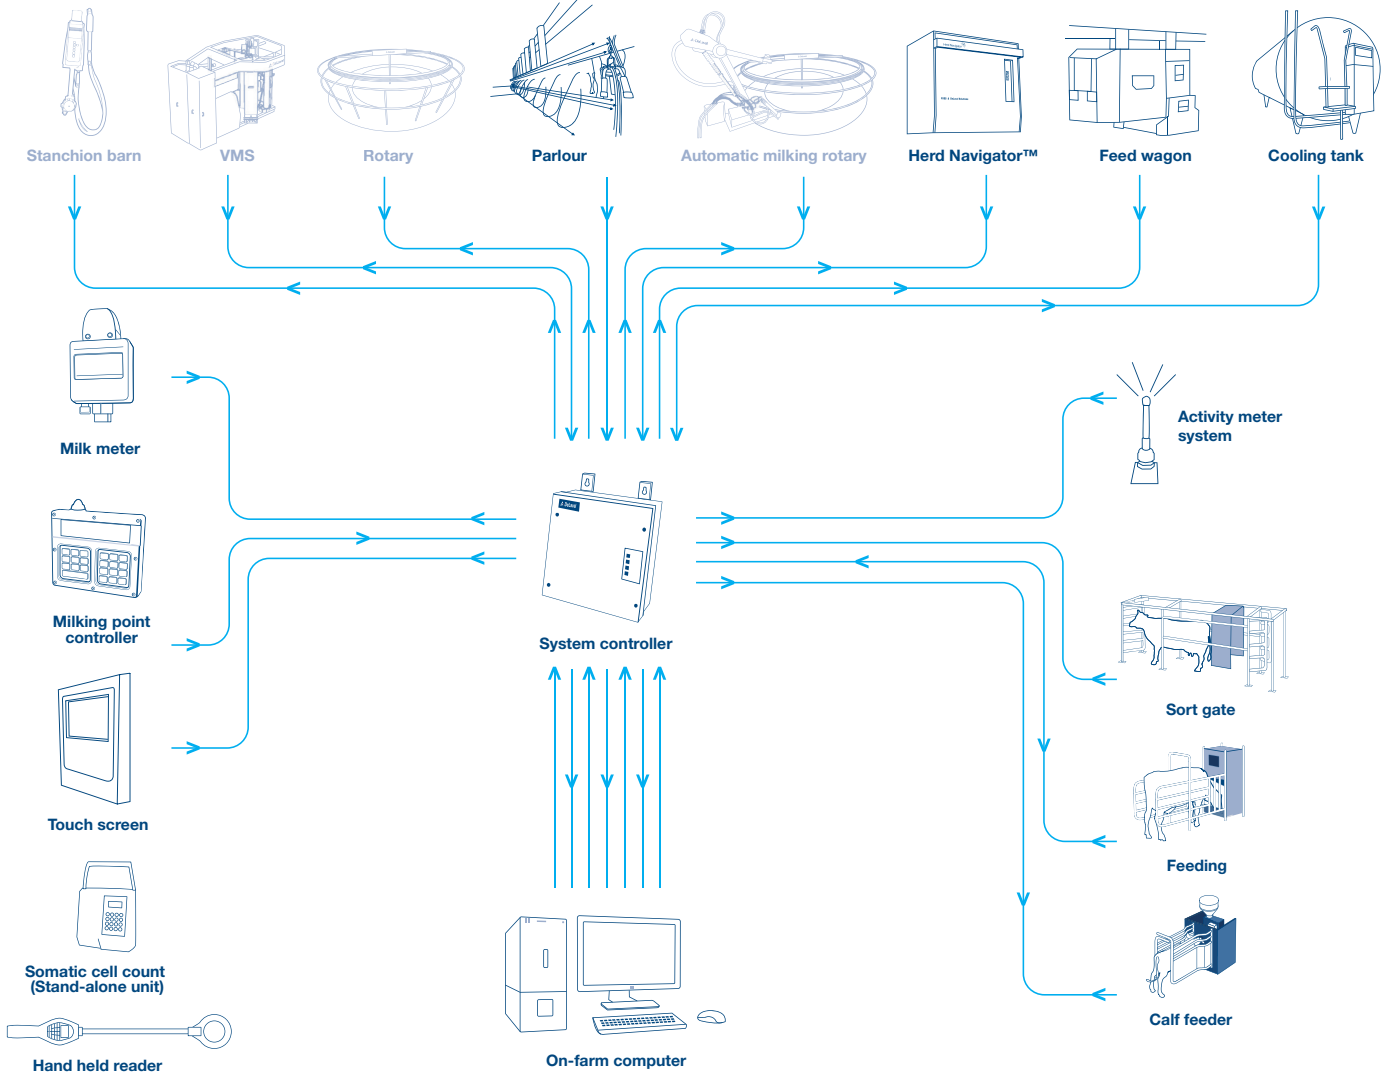 Stanchion barn
VMS
Rotary
Parlour
Automatic milking rotary
Herd Navigator™
Feed wagon
Cooling tank
Milk meter
Activity meter
system
Milking point
controller
DeLaval
System controller
Sort gate
Touch screen
Feeding
Somatic cell count
(Stand-alone unit)
Calf feeder
Hand held reader
On-farm computer